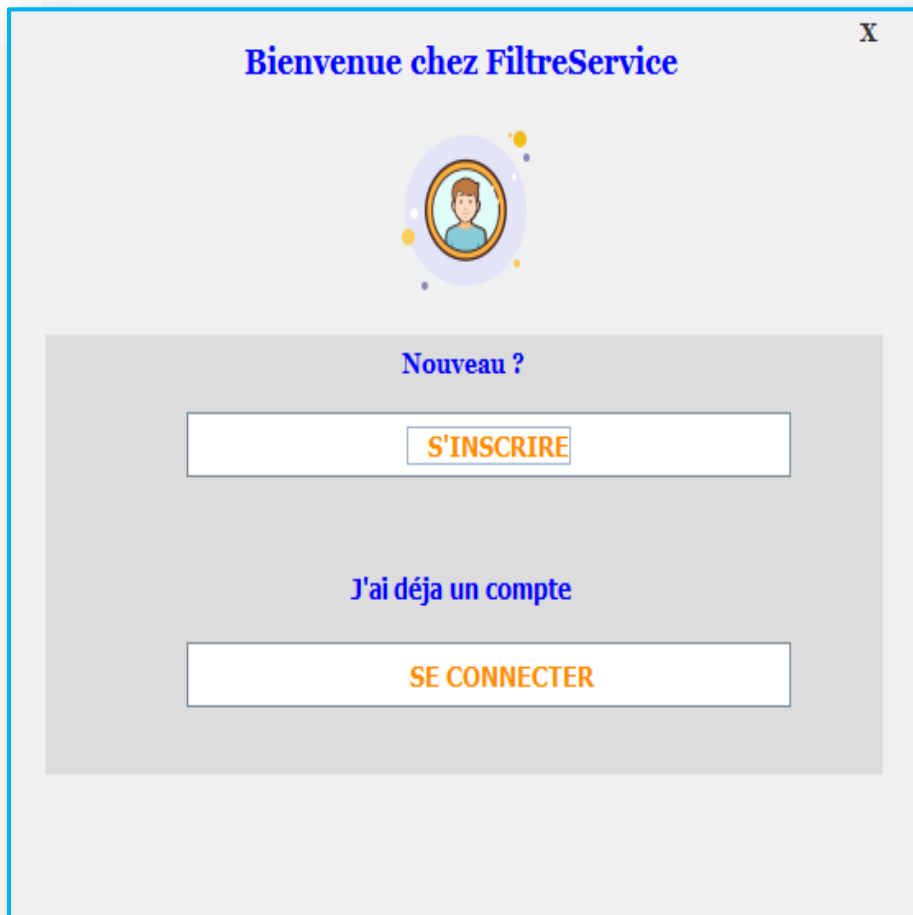 X
Bienvenue chez FiltreService
Nouveau ?
S'INSCRIRE
J'ai déja un compte
SE CONNECTER